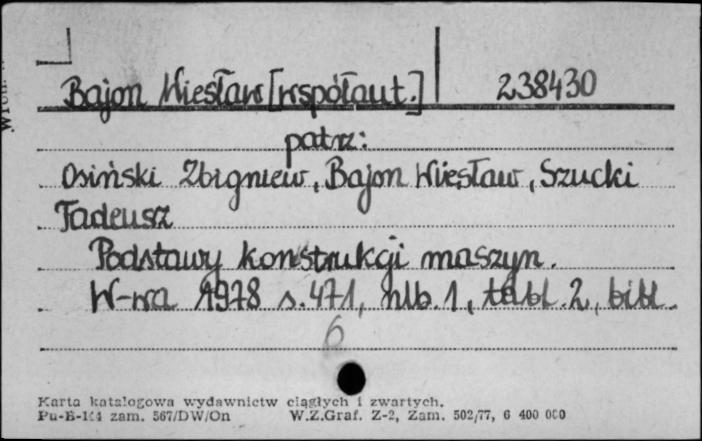 Bajon Wiesław [współaut.] 238430
patrz:
Osiński Zbigniew, Bajon Wiesław, Szucki
Tadeusz
Podstawy konstrukcji maszyn.
W-wa 1978 s. 471, nlb. 1, tabl. 2, bibl.
6
Karta katalogowa wydawnictw ciągłych i zwartych.
zam. 567/DW/On W.Z.Graf. Z-2, Zam. 502/77, 6 400 000